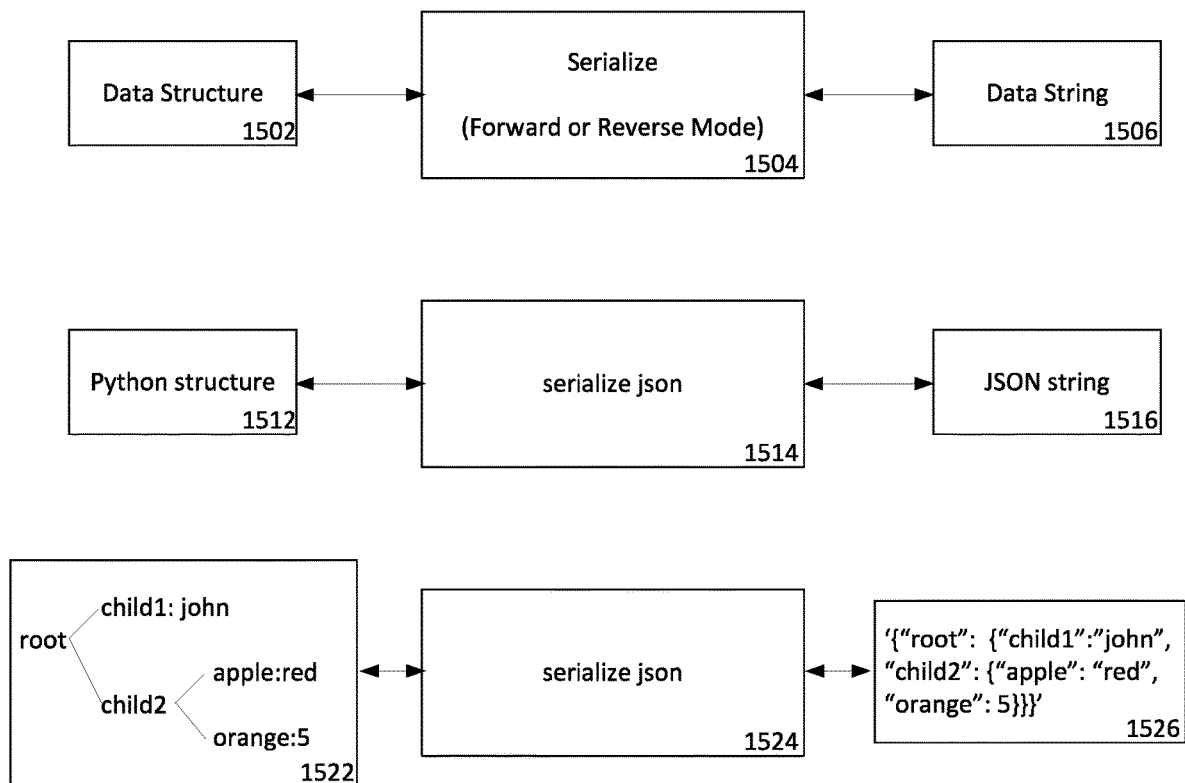 Data Structure
1502
Serialize
(Forward or Reverse Mode)
1504
Data String
1506
Python structure
1512
serialize json
1514
JSON string
1516
root
child1: john
child2
apple:red
orange:5
1522
serialize json
1524
‘{“root”: {“child1”:”john”,
“child2”: {“apple”: “red”,
“orange”: 5}}}’
1526